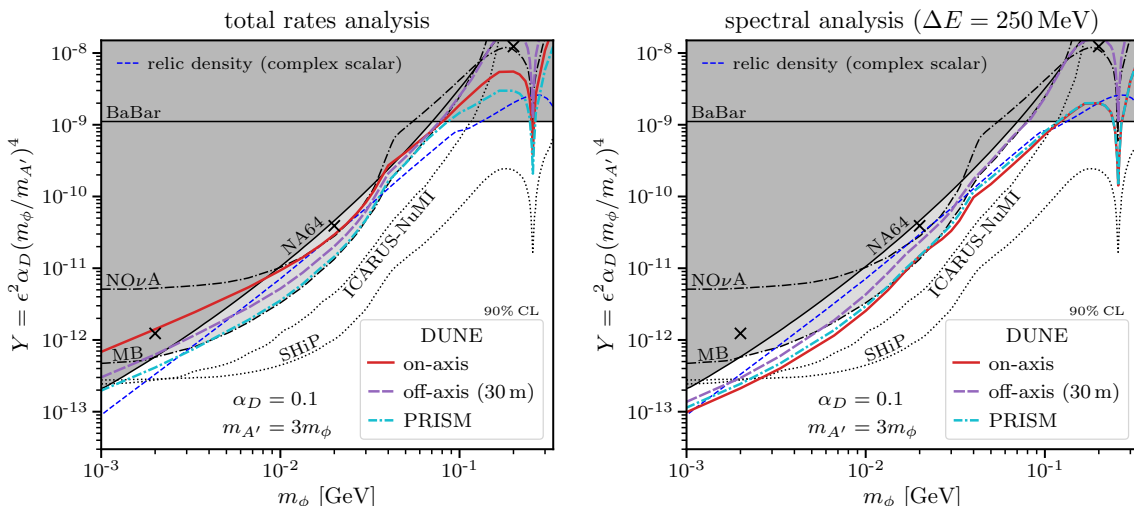 total rates analysis
10⁻⁸
10⁻⁹
10⁻¹⁰
10⁻¹¹
10⁻¹²
10⁻¹³
Y = ϵ²α_D(m_ϕ/m_A′)⁴
relic density (complex scalar)
BaBar
NA64
ICARUS-NuMI
NOνA
MB
SHiP
90% CL
DUNE
on-axis
off-axis (30 m)
PRISM
α_D = 0.1
m_A′ = 3m_ϕ
10⁻³
10⁻²
10⁻¹
m_ϕ [GeV]
spectral analysis (ΔE = 250 MeV)
10⁻⁸
10⁻⁹
10⁻¹⁰
10⁻¹¹
10⁻¹²
10⁻¹³
Y = ϵ²α_D(m_ϕ/m_A′)⁴
relic density (complex scalar)
BaBar
NA64
ICARUS-NuMI
NOνA
MB
SHiP
90% CL
DUNE
on-axis
off-axis (30 m)
PRISM
α_D = 0.1
m_A′ = 3m_ϕ
10⁻³
10⁻²
10⁻¹
m_ϕ [GeV]